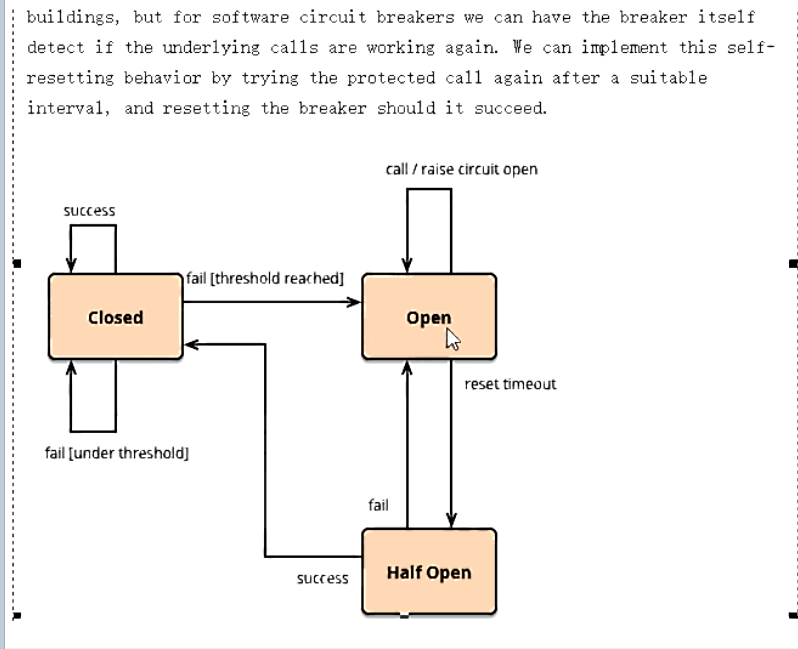 buildings, but for software circuit breakers we can have the breaker itself
detect if the underlying calls are working again. We can implement this self-
resetting behavior by trying the protected call again after a suitable
interval, and resetting the breaker should it succeed.
call / raise circuit open
success
fail [threshold reached]
Closed
Open
reset timeout
fail [under threshold]
fail
Half Open
success